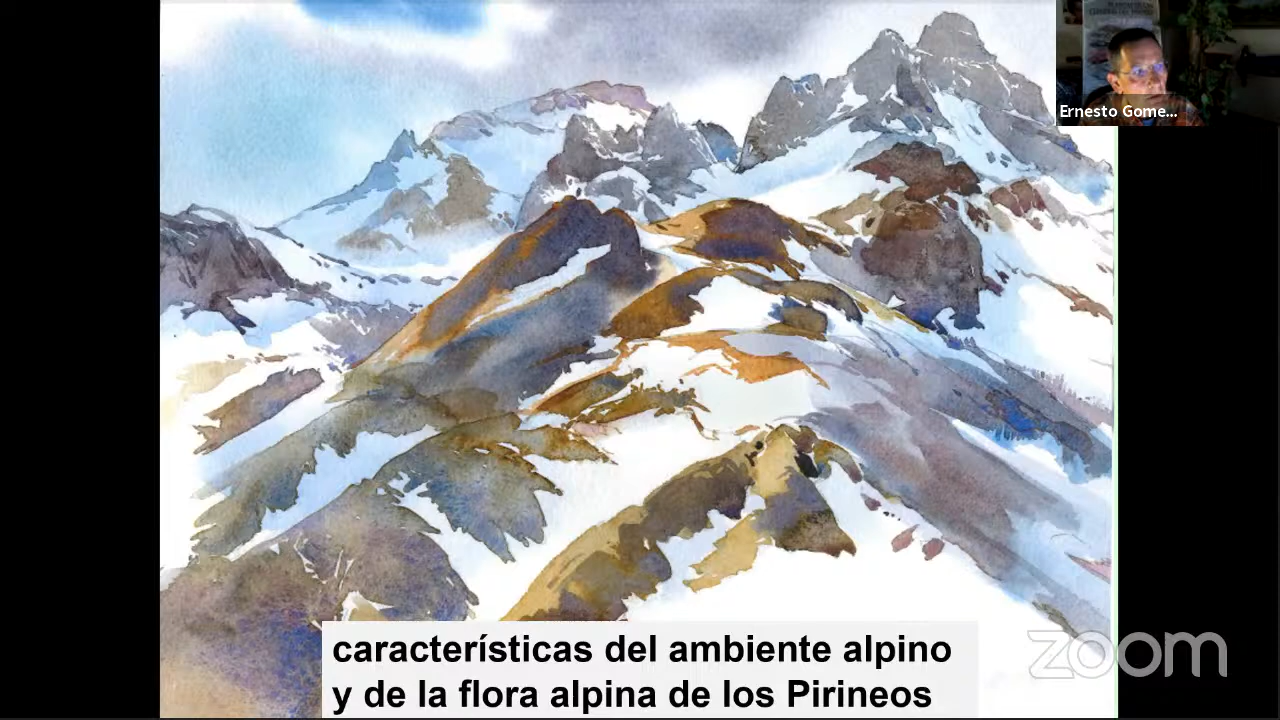 Ernesto Gome...
características del ambiente alpino
y de la flora alpina de los Pirineos
zoom